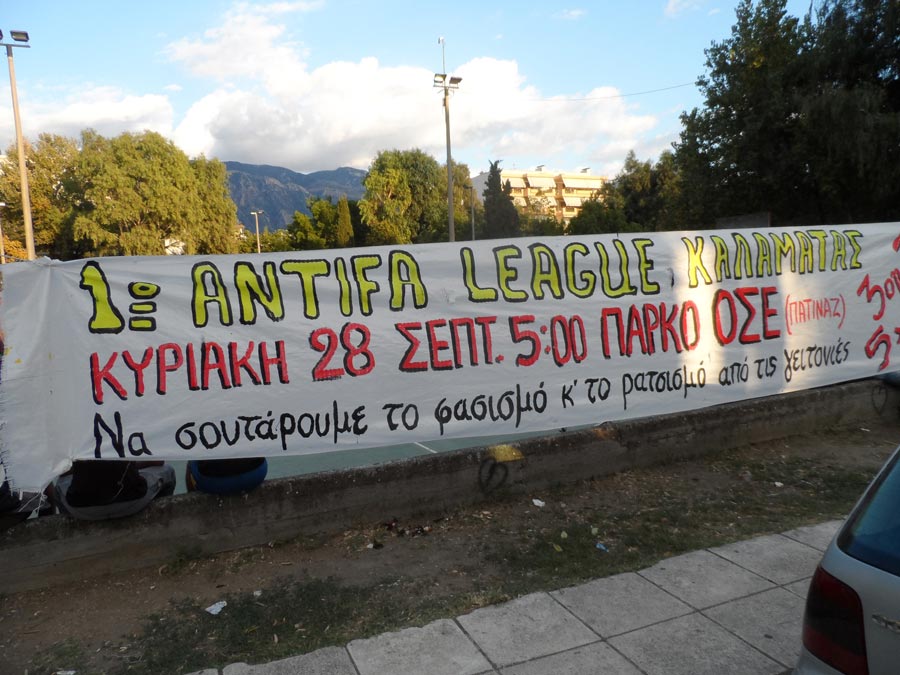 1ο ANTIFA LEAGUE ΚΑΛΑΜΑΤΑΣ
ΚΥΡΙΑΚΗ 28 ΣΕΠΤ. 5:00 ΠΑΡΚΟ ΟΣΕ (ΠΑΤΙΝΑΖ)
Να σουτάρουμε το φασισμό κ' το ρατσισμό από τις γειτονιές